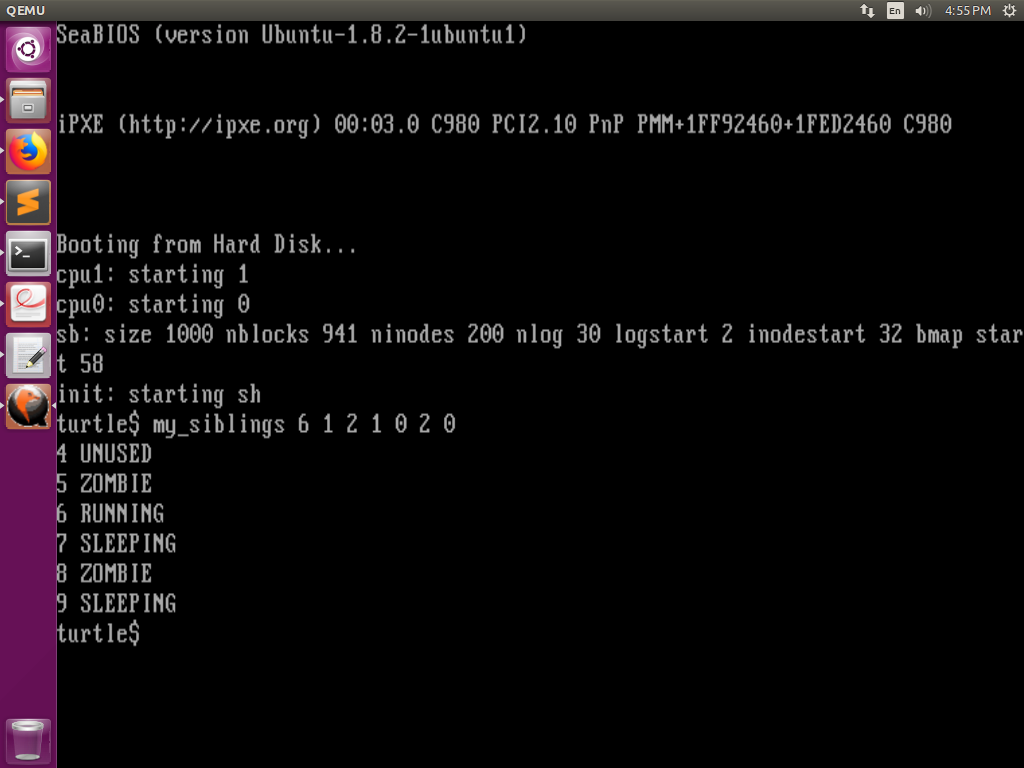 QEMU
En
4:55 PM
SeaBIOS (version Ubuntu-1.8.2-1ubuntu1)
iPXE (http://ipxe.org) 00:03.0 C980 PCI2.10 PnP PMM+1FF92460+1FED2460 C980
Booting from Hard Disk...
cpu1: starting 1
cpu0: starting 0
sb: size 1000 nblocks 941 ninodes 200 nlog 30 logstart 2 inodestart 32 bmap star
t 58
init: starting sh
turtle$ my_siblings 6 1 2 1 0 2 0
4 UNUSED
5 ZOMBIE
6 RUNNING
7 SLEEPING
8 ZOMBIE
9 SLEEPING
turtle$